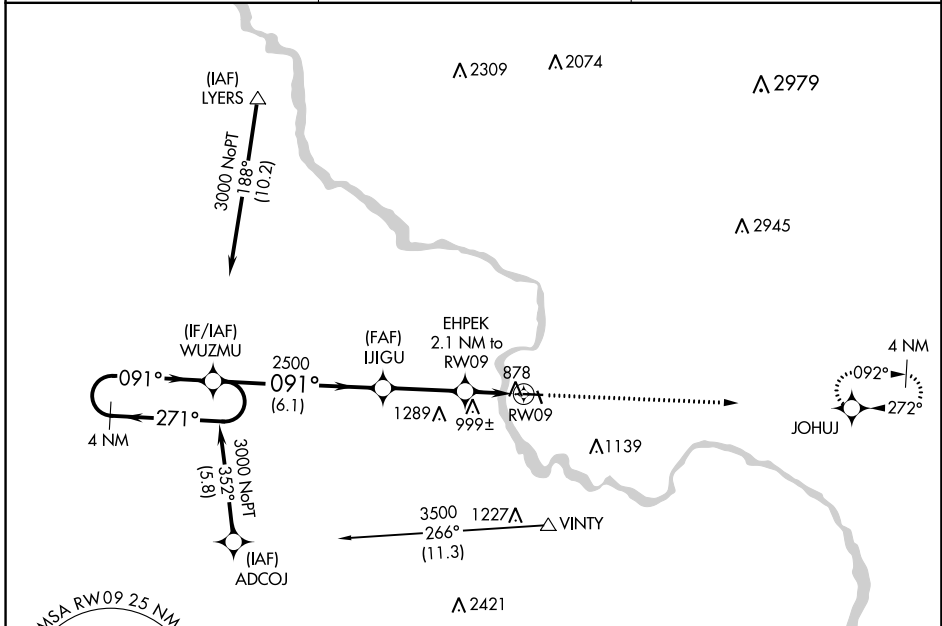 (IAF)
LYERS
2309
2074
2979
3000 NoPT
188°
(10.2)
2945
(IF/IAF)
WUZMU
2500
091°
(6.1)
(FAF)
IJIGU
EHPEK
2.1 NM to
RW09
878
RW09
4 NM
092°
272°
JOHUJ
091°
271°
4 NM
1289
999±
1139
3000 NoPT
352°
(5.8)
(IAF)
ADCOJ
3500
266°
(11.3)
1227
VINTY
2421
MSA RW09 25 NM